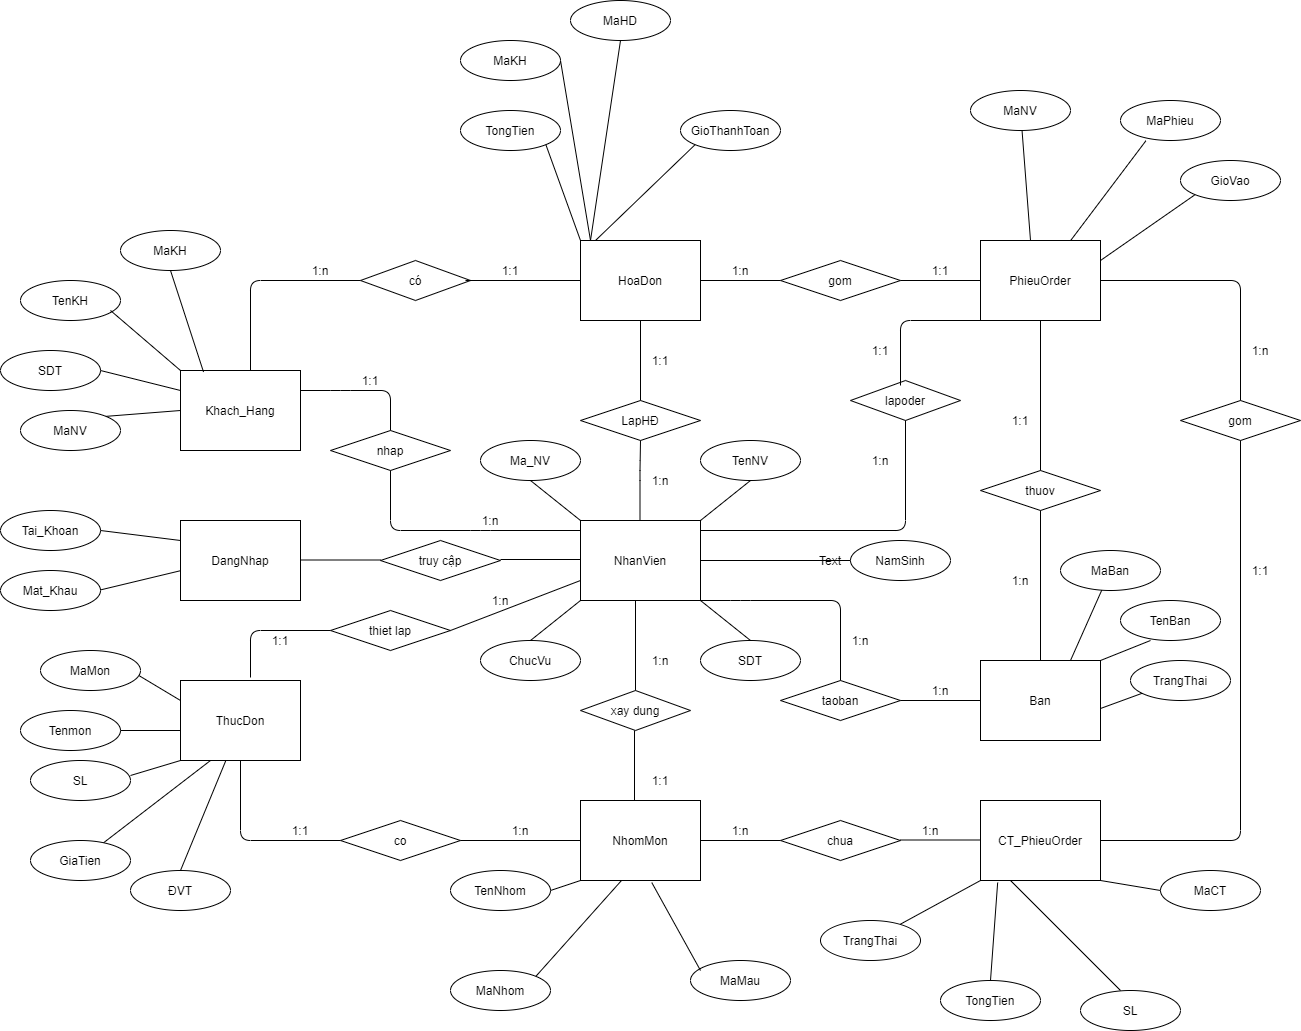 MaHD
MaKH
TongTien
GioThanhToan
MaNV
MaPhieu
GioVao
MaKH
TenKH
SDT
MaNV
Khach_Hang
1:n
có
1:1
HoaDon
1:n
gom
1:1
PhieuOrder
1:1
1:1
1:1
1:n
lapoder
LapHĐ
1:1
gom
nhap
Ma_NV
TenNV
1:n
1:n
thuov
1:n
Tai_Khoan
Mat_Khau
DangNhap
truy cập
NhanVien
Text
NamSinh
MaBan
1:n
1:1
1:n
TenBan
1:1
thiet lap
1:n
1:n
ChucVu
SDT
MaMon
TrangThai
Tenmon
ThucDon
xay dung
taoban
1:n
Ban
SL
1:1
GiaTien
ĐVT
1:1
co
1:n
NhomMon
1:n
chua
1:n
CT_PhieuOrder
TenNhom
MaCT
TrangThai
MaNhom
MaMau
TongTien
SL